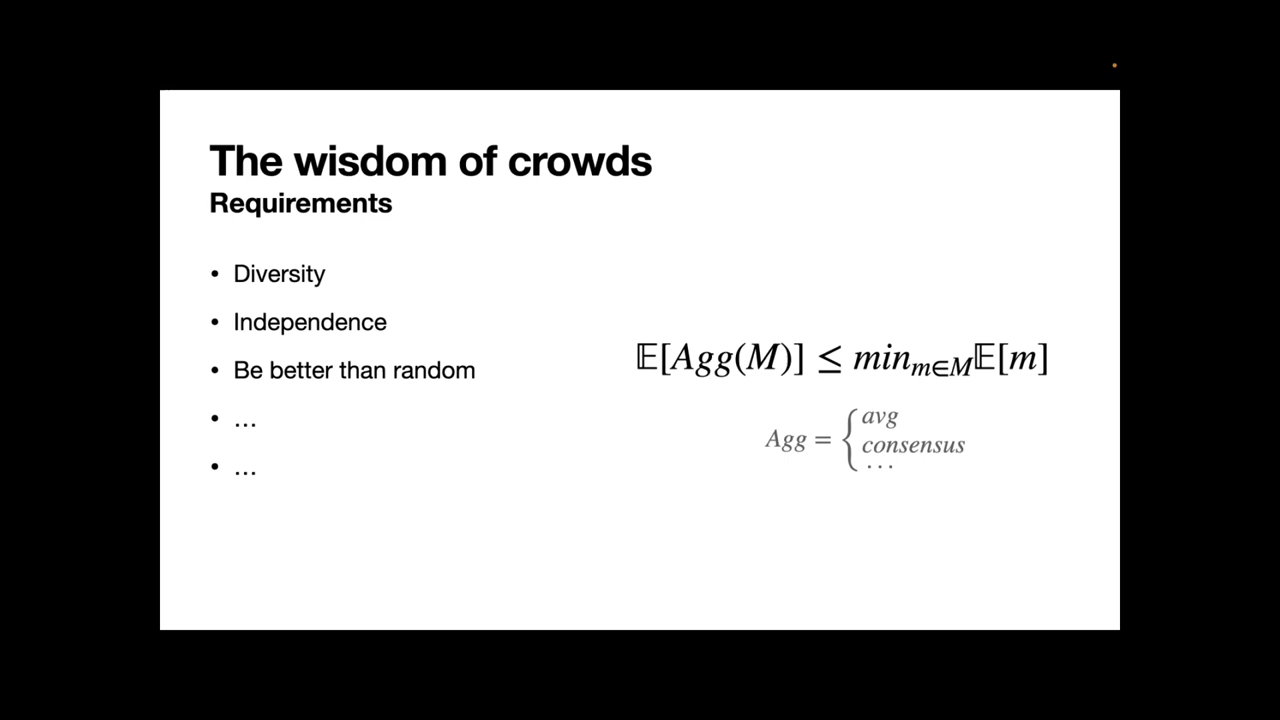 The wisdom of crowds
Requirements
• Diversity
• Independence
• Be better than random
• ...
• ...
𝔼[Agg(M)] ≤ min_{m∈M}𝔼[m]
Agg = { avg
consensus
...